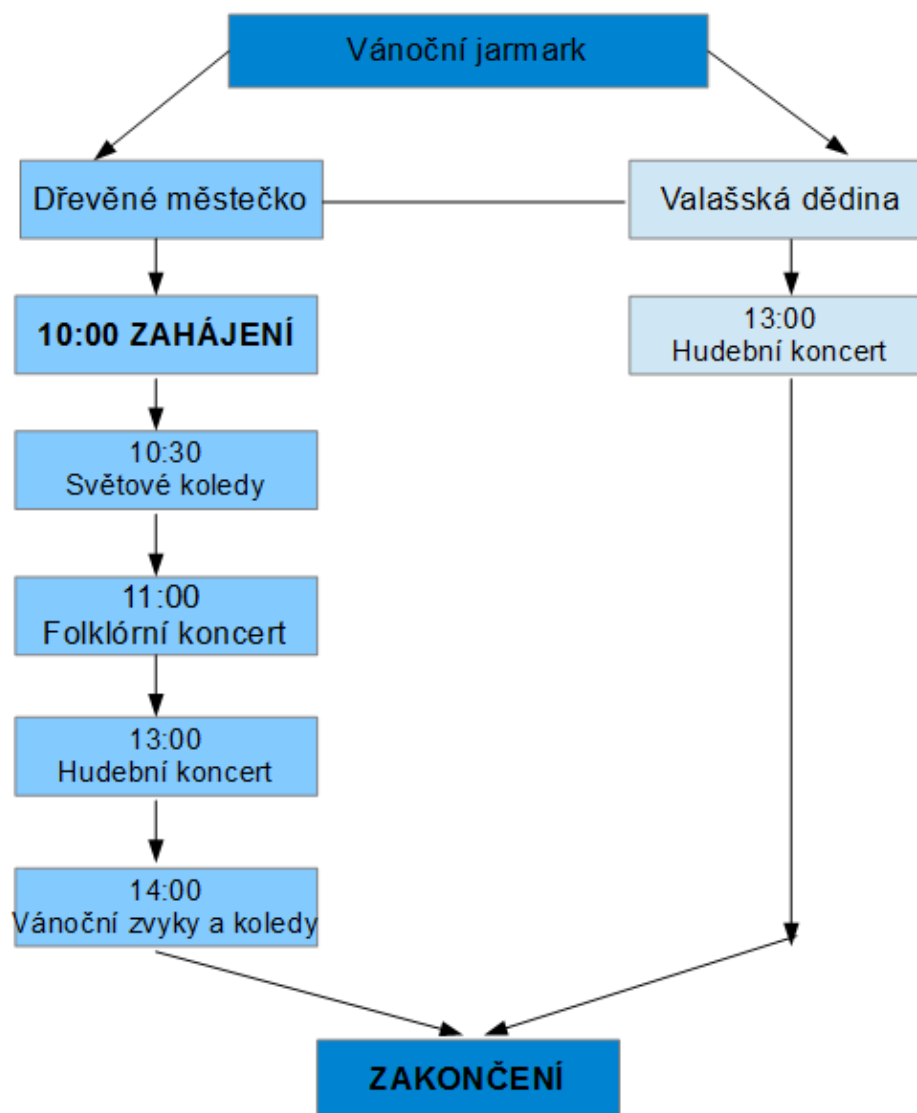 Vánoční jarmark
Dřevěné městečko
Valašská dědina
10:00 ZAHÁJENÍ
13:00
Hudební koncert
10:30
Světové koledy
11:00
Folklórní koncert
13:00
Hudební koncert
14:00
Vánoční zvyky a koledy
ZAKONČENÍ